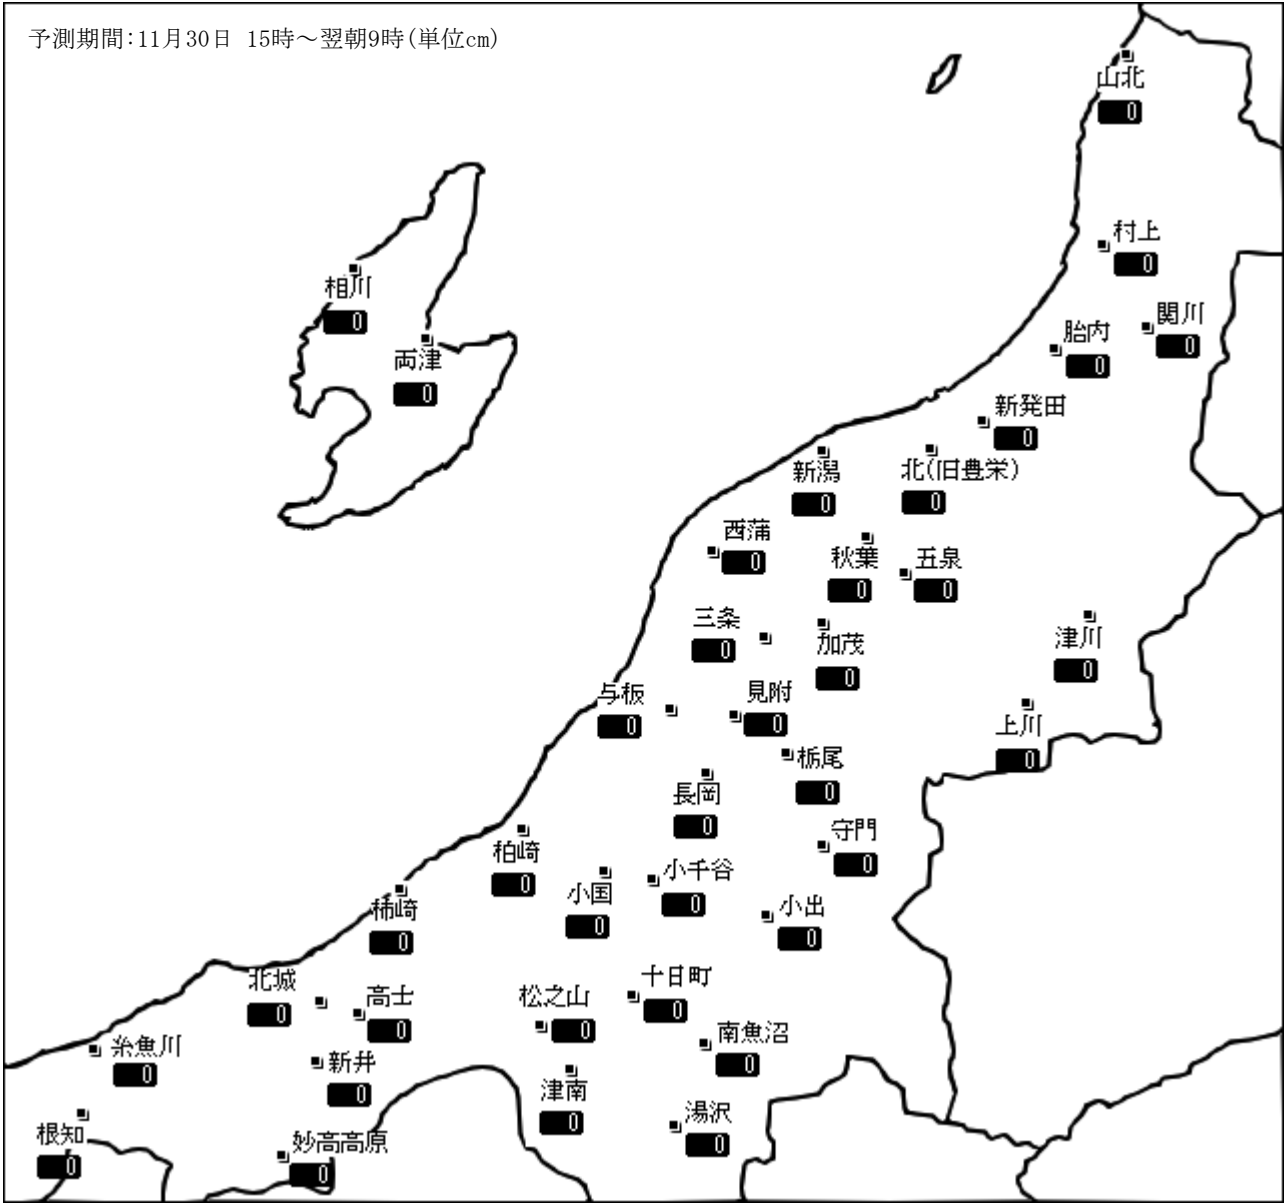 予測期間:11月30日 15時～翌朝9時(単位cm)
山北
0
村上
0
相川
0
関川
0
胎内
0
両津
0
新発田
0
新潟
0
北(旧豊栄)
0
西蒲
0
秋葉
0
五泉
0
三条
0
加茂
0
津川
0
与板
0
見附
0
上川
0
栃尾
0
長岡
0
守門
0
柏崎
0
小千谷
0
小国
0
柿崎
0
小出
0
北城
0
高士
0
松之山
0
十日町
0
南魚沼
0
糸魚川
0
新井
0
津南
0
湯沢
0
根知
0
妙高高原
0